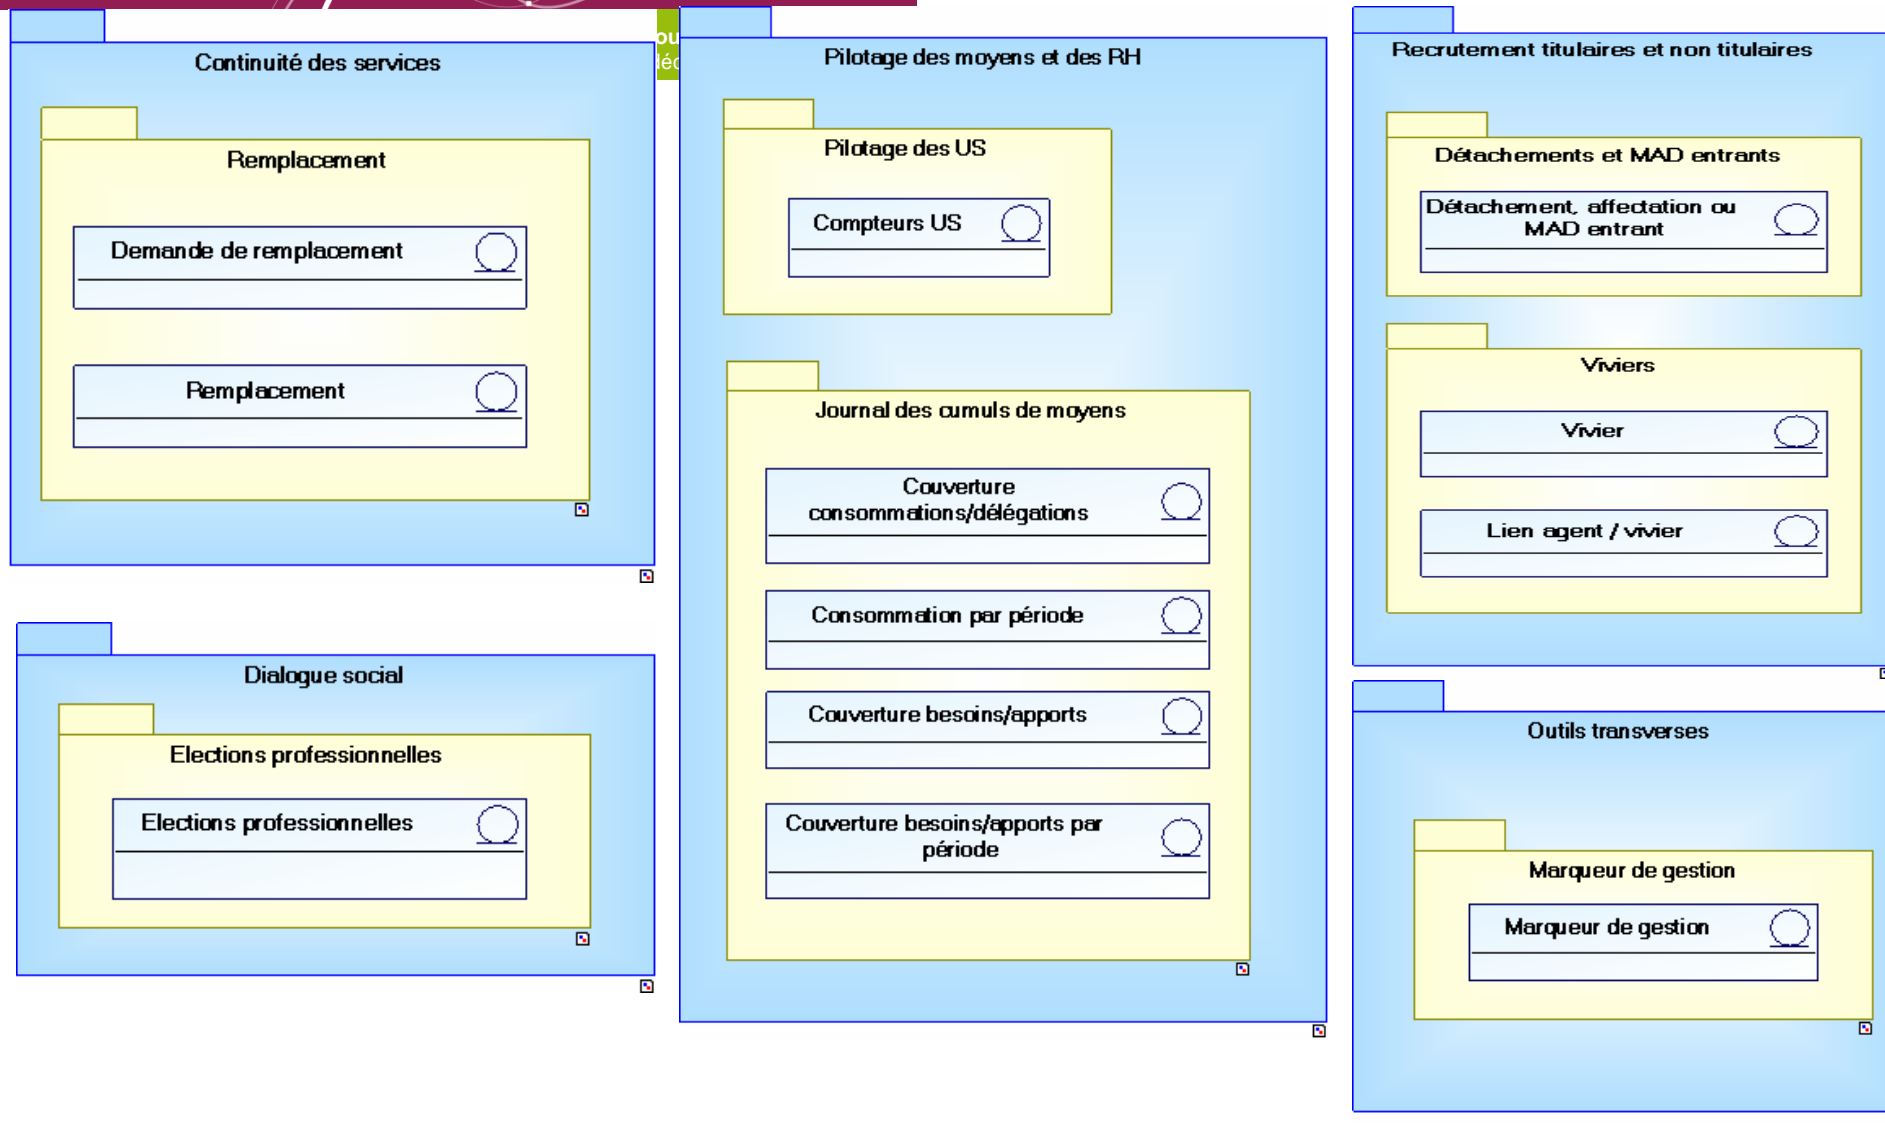 Continuité des services
Remplacement
Demande de remplacement
Remplacement
Dialogue social
Elections professionnelles
Elections professionnelles
Pilotage des moyens et des RH
Pilotage des US
Compteurs US
Journal des cumuls de moyens
Couverture
consommations/délégations
Consommation par période
Couverture besoins/apports
Couverture besoins/apports par
période
Recrutement titulaires et non titulaires
Détachements et MAD entrants
Détachement, affectation ou
MAD entrant
Viviers
Vivier
Lien agent / vivier
Outils transverses
Marqueur de gestion
Marqueur de gestion